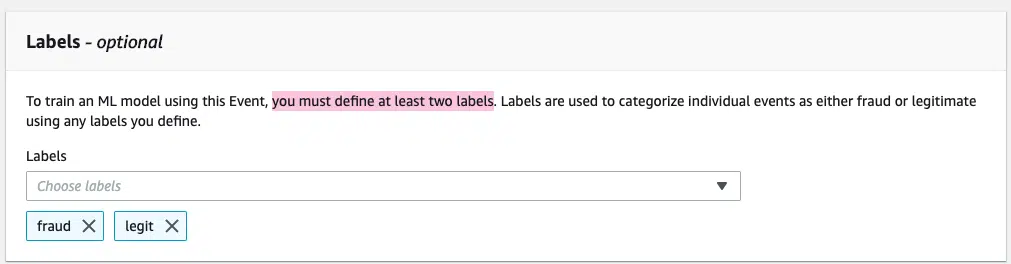 Labels - optional
To train an ML model using this Event, you must define at least two labels. Labels are used to categorize individual events as either fraud or legitimate
using any labels you define.
Labels
Choose labels
fraud legit